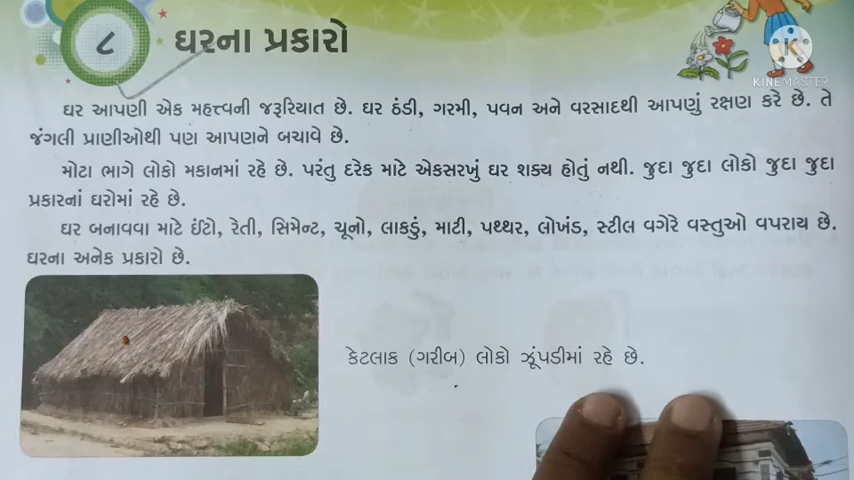 ૮
ઘરના પ્રકારો
ઘર આપણી એક મહત્ત્વની જરૂરિયાત છે. ઘર ઠંડી, ગરમી, પવન અને વરસાદથી આપણું રક્ષણ કરે છે. તે
જંગલી પ્રાણીઓથી પણ આપણને બચાવે છે.
મોટા ભાગે લોકો મકાનમાં રહે છે. પરંતુ દરેક માટે એકસરખું ઘર શક્ય હોતું નથી. જુદા જુદા લોકો જુદા જુદા
પ્રકારનાં ઘરોમાં રહે છે.
ઘર બનાવવા માટે ઈંટો, રેતી, સિમેન્ટ, ચૂનો, લાકડું, માટી, પથ્થર, લોખંડ, સ્ટીલ વગેરે વસ્તુઓ વપરાય છે.
ઘરના અનેક પ્રકારો છે.
કેટલાક (ગરીબ) લોકો ઝૂંપડીમાં રહે છે.
K
KINEMASTER